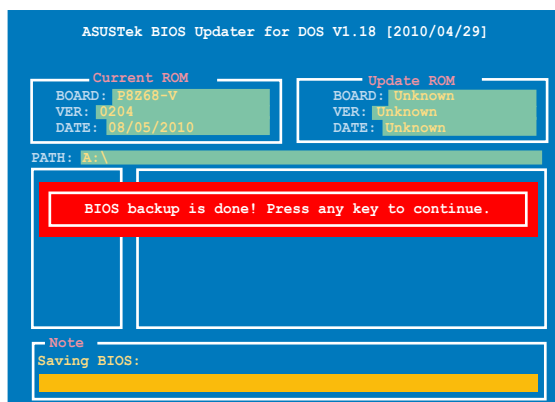 ASUSTek BIOS Updater for DOS V1.18 [2010/04/29]
Current ROM
BOARD: P8Z68-V
VER: 0204
DATE: 08/05/2010
Update ROM
BOARD: Unknown
VER: Unknown
DATE: Unknown
PATH: A:\
BIOS backup is done! Press any key to continue.
Note
Saving BIOS: